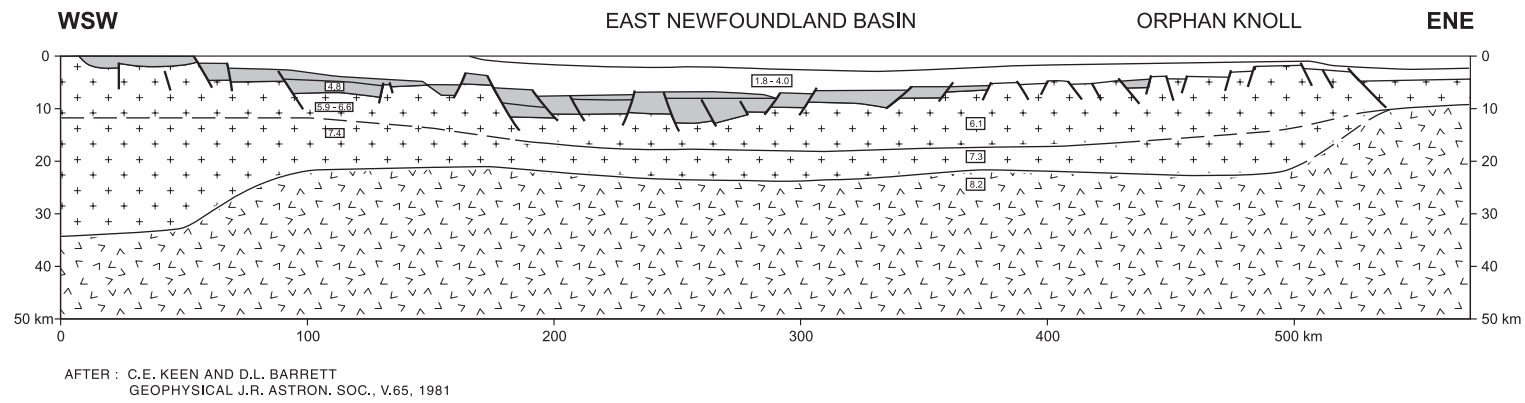 WSW EAST NEWFOUNDLAND BASIN ORPHAN KNOLL ENE
0 0
1.8 - 4.0
4.8
10 5.9 - 6.6 10
6.1
7.4
7.3
20 20
8.2
30 30
40 40
50 km 50 km
0 100 200 300 400 500 km
AFTER : C.E. KEEN AND D.L. BARRETT
GEOPHYSICAL J.R. ASTRON. SOC., V.65, 1981